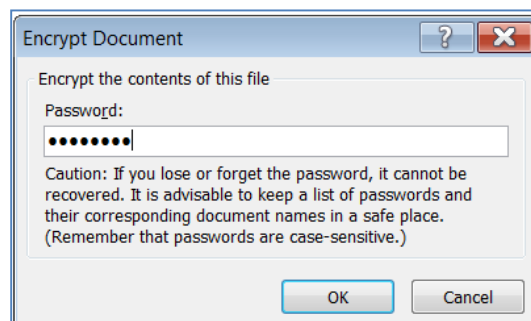 Encrypt Document
Encrypt the contents of this file
Password:
••••••••
Caution: If you lose or forget the password, it cannot be
recovered. It is advisable to keep a list of passwords and
their corresponding document names in a safe place.
(Remember that passwords are case-sensitive.)
OK Cancel